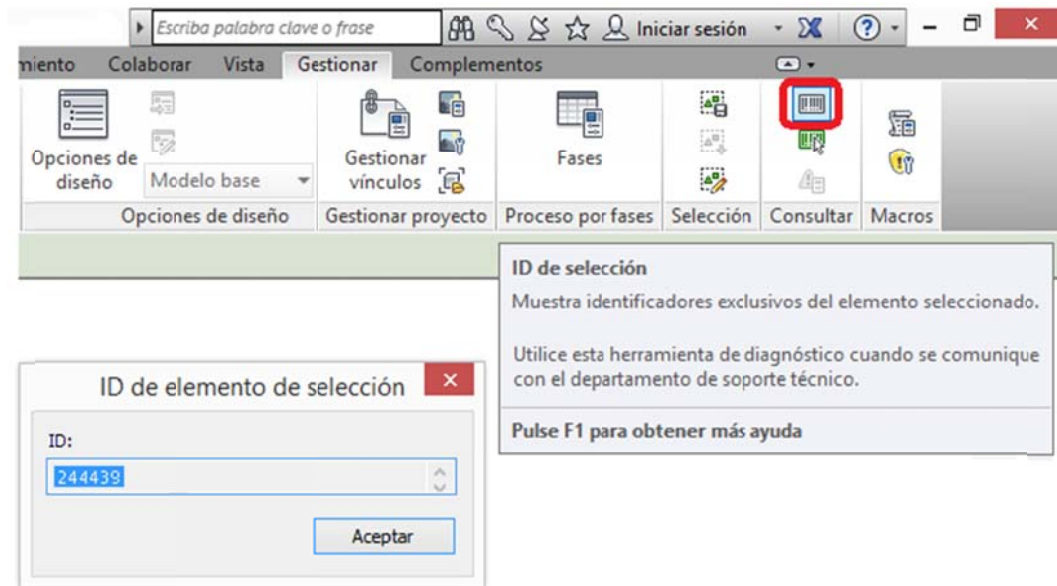 Escriba palabra clave o frase
Iniciar sesión
miento Colaborar Vista Gestionar Complementos
Opciones de
diseño
Modelo base
Gestionar
vínculos
Fases
Opciones de diseño Gestionar proyecto Proceso por fases Selección Consultar Macros
ID de selección
Muestra identificadores exclusivos del elemento seleccionado.
Utilice esta herramienta de diagnóstico cuando se comunique
con el departamento de soporte técnico.
Pulse F1 para obtener más ayuda
ID de elemento de selección
ID:
244439
Aceptar